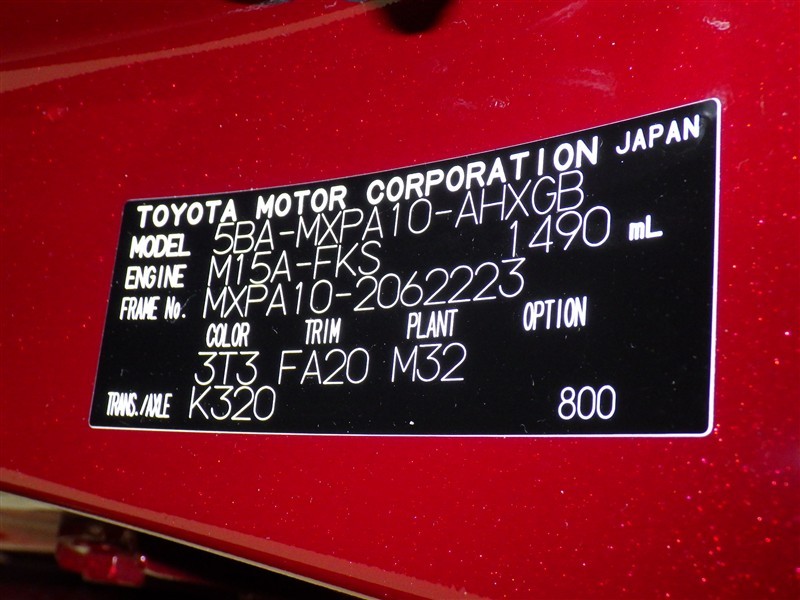 TOYOTA MOTOR CORPORATION JAPAN
MODEL 5BA-MXPA10-AHXGB
ENGINE M15A-FKS 1490 mL
FRAME No. MXPA10-2062223
COLOR TRIM PLANT OPTION
3T3 FA20 M32
TRANS./AXLE K320 800